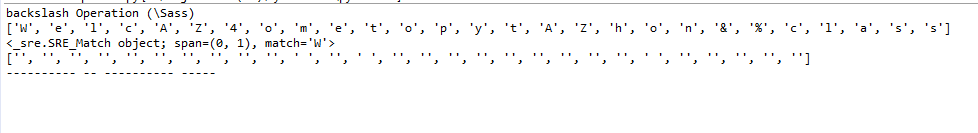 backslash Operation (\Sass)
['W', 'e', 'l', 'c', 'A', 'Z', '4', 'o', 'm', 'e', 't', 'o', 'p', 'y', 't', 'A', 'Z', 'h', 'o', 'n', '&', '%', 'c', 'l', 'a', 's', 's']
<_sre.SRE_Match object; span=(0, 1), match='W'>
['', '', '', '', '', '', '', '', '', '', ' ', '', ' ', '', '', '', '', '', '', '', '', '', ' ', '', '', '', '', '']
---------- -- ---------- -----